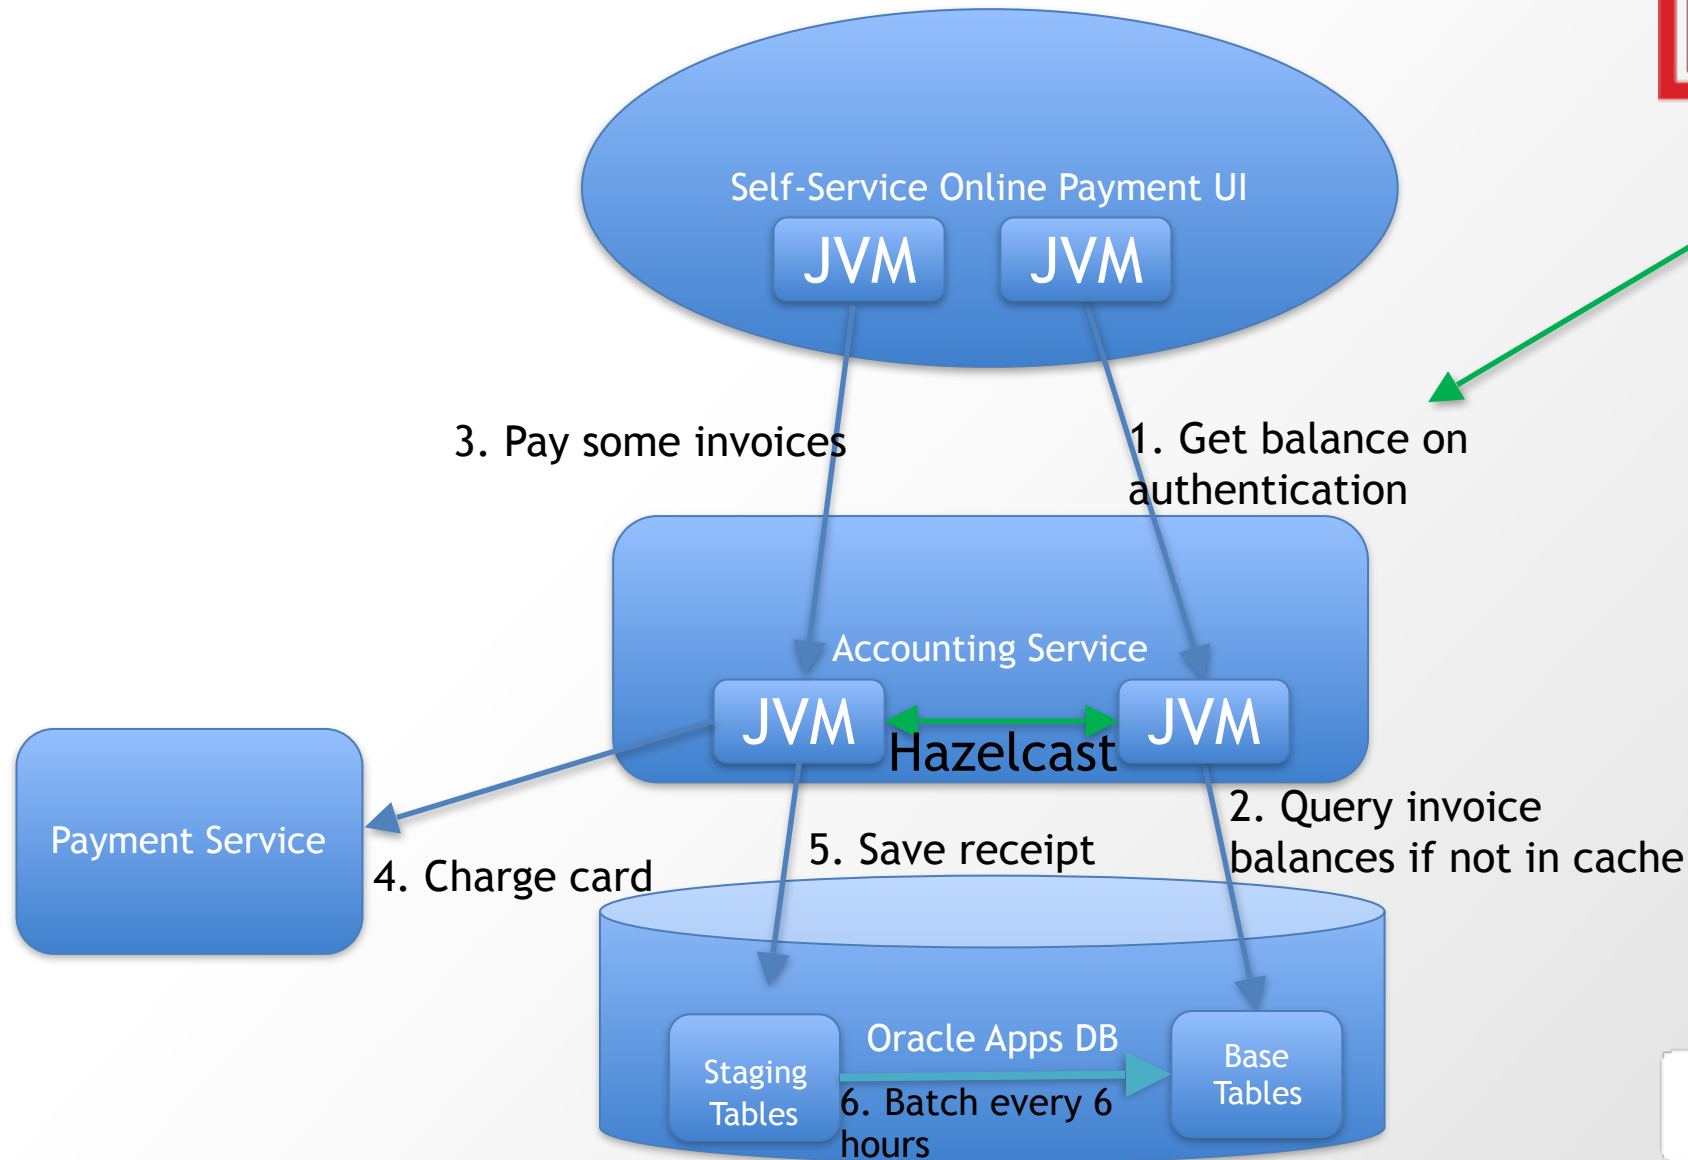 Self-Service Online Payment UI
JVM
JVM
3. Pay some invoices
1. Get balance on
authentication
Accounting Service
JVM
JVM
Hazelcast
Payment Service
4. Charge card
5. Save receipt
2. Query invoice
balances if not in cache
Oracle Apps DB
Staging
Tables
Base
Tables
6. Batch every 6
hours